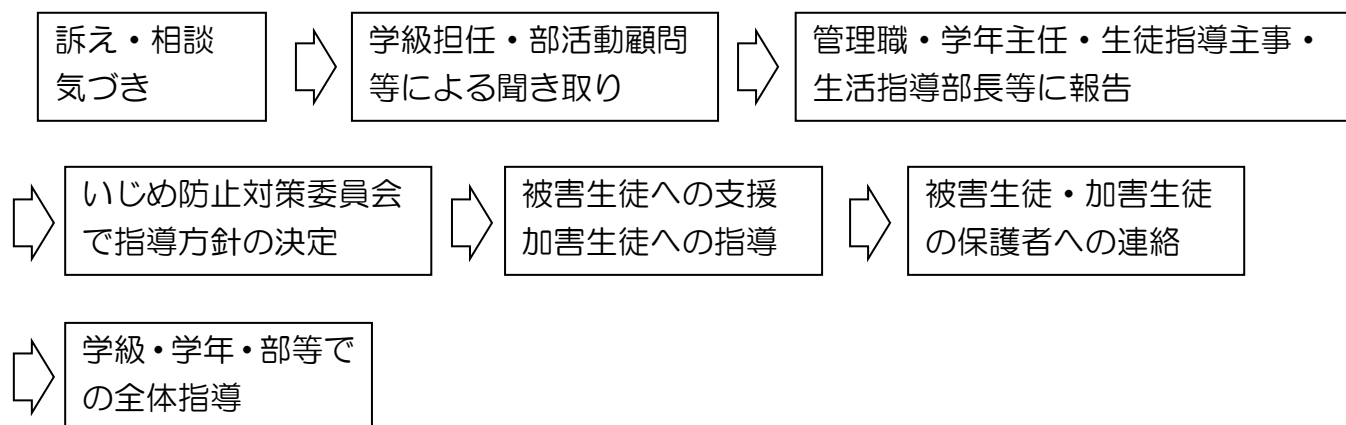 訴え・相談
気づき
学級担任・部活動顧問
等による聞き取り
管理職・学年主任・生徒指導主事・
生活指導部長等に報告
いじめ防止対策委員会
で指導方針の決定
被害生徒への支援
加害生徒への指導
被害生徒・加害生徒
の保護者への連絡
学級・学年・部等で
の全体指導